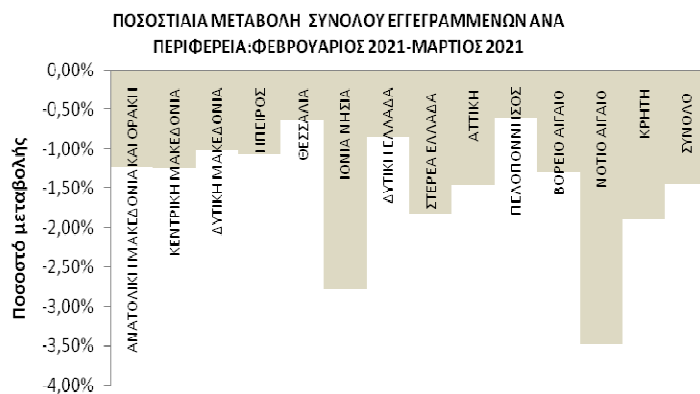 ΠΟΣΟΣΤΙΑΙΑ ΜΕΤΑΒΟΛΗ ΣΥΝΟΛΟΥ ΕΓΓΕΓΡΑΜΜΕΝΩΝ ΑΝΑ
ΠΕΡΙΦΕΡΕΙΑ:ΦΕΒΡΟΥΑΡΙΟΣ 2021-ΜΑΡΤΙΟΣ 2021
Ποσοστό μεταβολής
0,00%
-0,50%
-1,00%
-1,50%
-2,00%
-2,50%
-3,00%
-3,50%
-4,00%
ΑΝΑΤΟΛΙΚΗ ΜΑΚΕΔΟΝΙΑ ΚΑΙ ΘΡΑΚΗ
ΚΕΝΤΡΙΚΗ ΜΑΚΕΔΟΝΙΑ
ΔΥΤΙΚΗ ΜΑΚΕΔΟΝΙΑ
ΗΠΕΙΡΟΣ
ΘΕΣΣΑΛΙΑ
ΙΟΝΙΑ ΝΗΣΙΑ
ΔΥΤΙΚΗ ΕΛΛΑΔΑ
ΣΤΕΡΕΑ ΕΛΛΑΔΑ
ΑΤΤΙΚΗ
ΠΕΛΟΠΟΝΝΗΣΟΣ
ΒΟΡΕΙΟ ΑΙΓΑΙΟ
ΝΟΤΙΟ ΑΙΓΑΙΟ
ΚΡΗΤΗ
ΣΥΝΟΛΟ